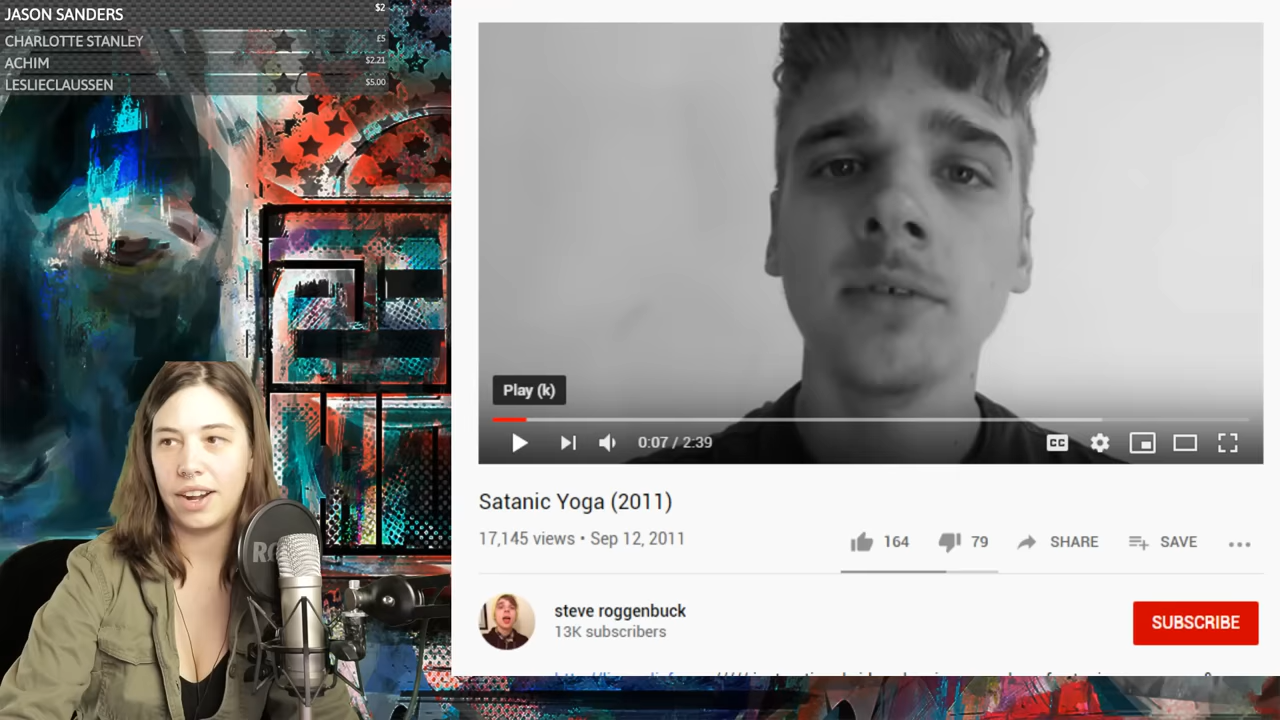 JASON SANDERS $2
CHARLOTTE STANLEY £5
ACHIM $2.21
LESLIECLAUSSEN $5.00
Play (k)
0:07 / 2:39
CC
Satanic Yoga (2011)
17,145 views • Sep 12, 2011
164 79 SHARE SAVE
steve roggenbuck
13K subscribers
SUBSCRIBE